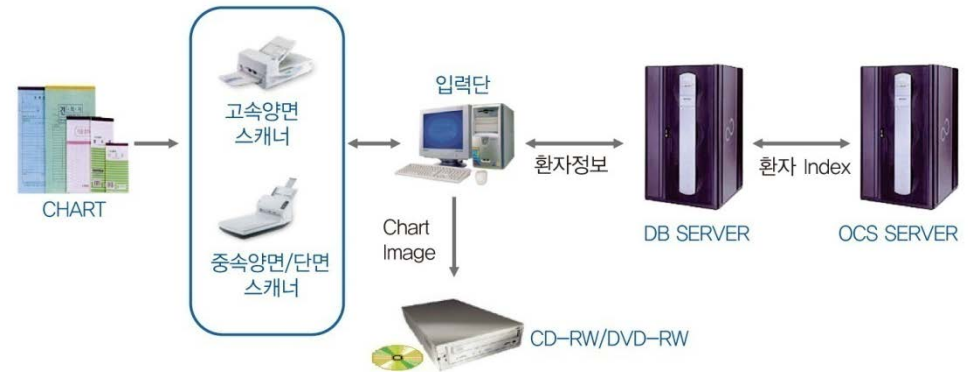 CHART
고속양면
스캐너
중속양면/단면
스캐너
입력단
Chart
Image
CD-RW/DVD-RW
환자정보
DB SERVER
환자 Index
OCS SERVER